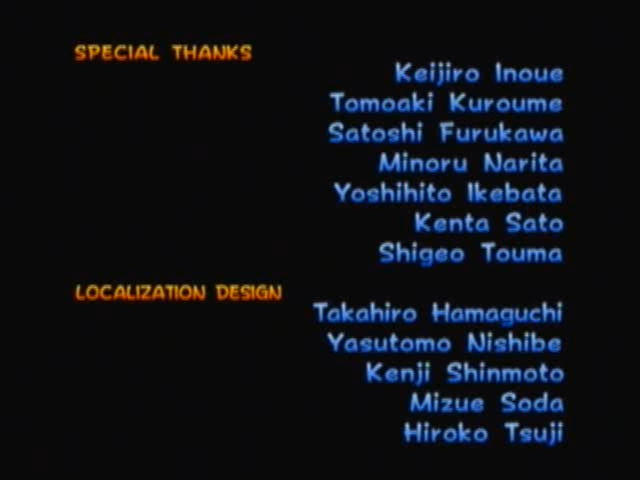 SPECIAL THANKS
Keijiro Inoue
Tomoaki Kuroume
Satoshi Furukawa
Minoru Narita
Yoshihito Ikebata
Kenta Sato
Shigeo Touma
LOCALIZATION DESIGN
Takahiro Hamaguchi
Yasutomo Nishibe
Kenji Shinmoto
Mizue Soda
Hiroko Tsuji